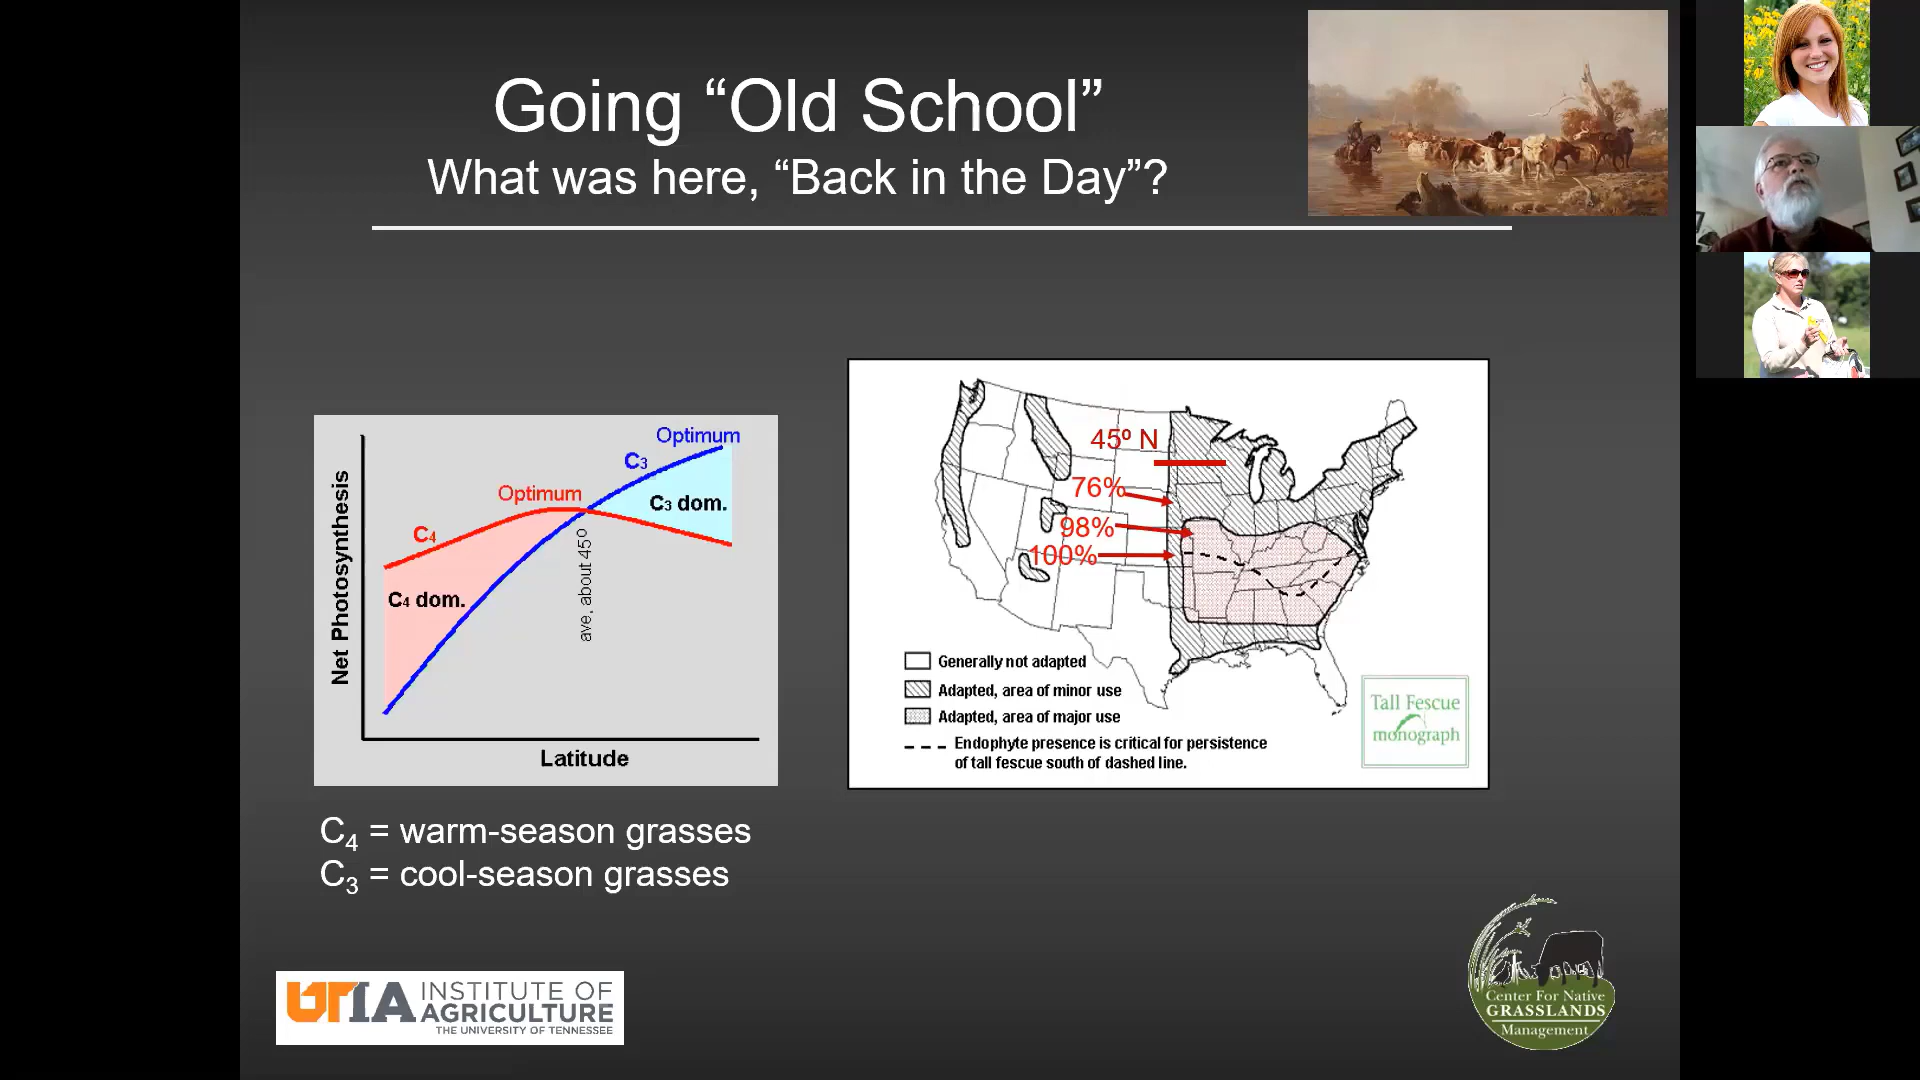 Going “Old School”
What was here, “Back in the Day”?
Optimum
C3
Optimum
C3 dom.
C4
C4 dom.
ave. about 45º
Net Photosynthesis
Latitude
C4 = warm-season grasses
C3 = cool-season grasses
45º N
76%
98%
100%
Generally not adapted
Adapted, area of minor use
Adapted, area of major use
Endophyte presence is critical for persistence
of tall fescue south of dashed line.
Tall Fescue
monograph
UTIA INSTITUTE OF
AGRICULTURE
THE UNIVERSITY OF TENNESSEE
Center For Native
GRASSLANDS
Management